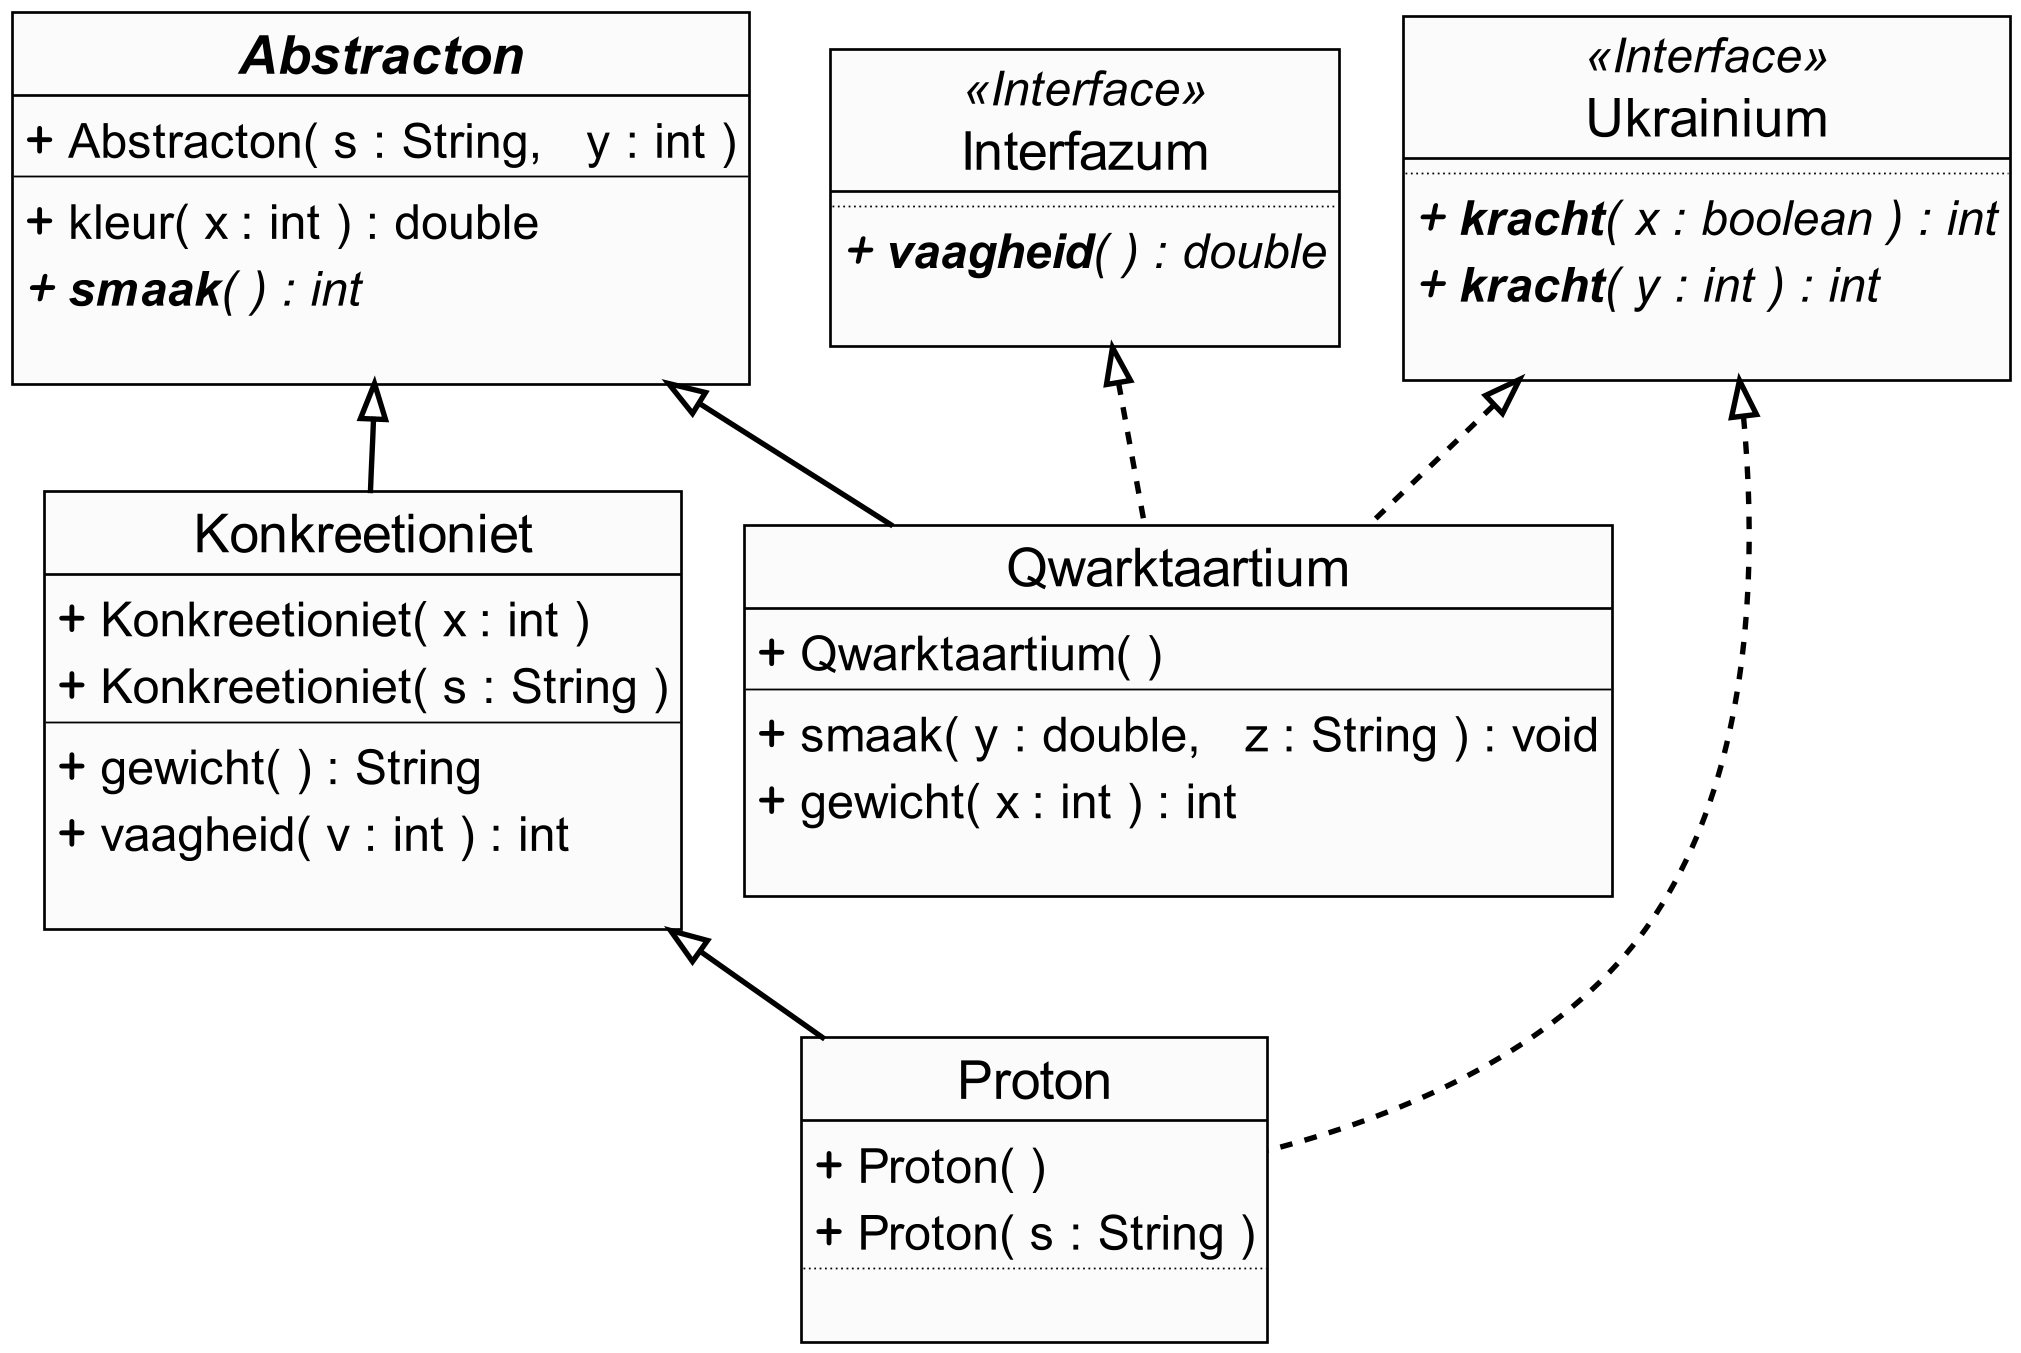 Abstracton
+ Abstracton( s : String, y : int )
+ kleur( x : int ) : double
+ smaak( ) : int
«Interface»
Interfazum
+ vaagheid( ) : double
«Interface»
Ukrainium
+ kracht( x : boolean ) : int
+ kracht( y : int ) : int
Konkreetioniet
+ Konkreetioniet( x : int )
+ Konkreetioniet( s : String )
+ gewicht( ) : String
+ vaagheid( v : int ) : int
Qwarktaartium
+ Qwarktaartium( )
+ smaak( y : double, z : String ) : void
+ gewicht( x : int ) : int
Proton
+ Proton( )
+ Proton( s : String )